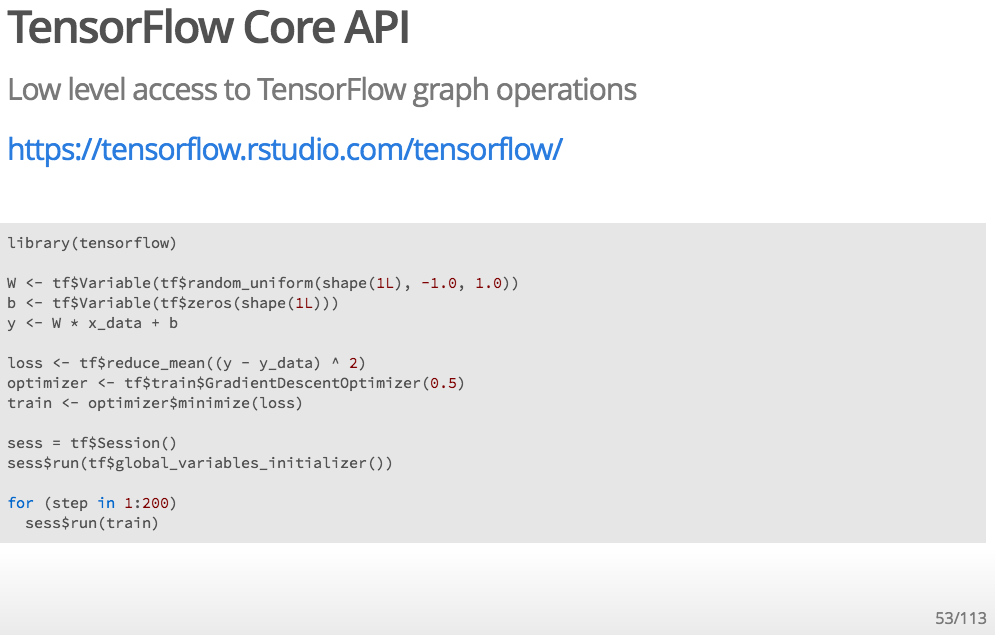 TensorFlow Core API
Low level access to TensorFlow graph operations
https://tensorflow.rstudio.com/tensorflow/
library(tensorflow)
W <- tf$Variable(tf$random_uniform(shape(1L), -1.0, 1.0))
b <- tf$Variable(tf$zeros(shape(1L)))
y <- W * x_data + b
loss <- tf$reduce_mean((y - y_data) ^ 2)
optimizer <- tf$train$GradientDescentOptimizer(0.5)
train <- optimizer$minimize(loss)
sess = tf$Session()
sess$run(tf$global_variables_initializer())
for (step in 1:200)
  sess$run(train)
53/113